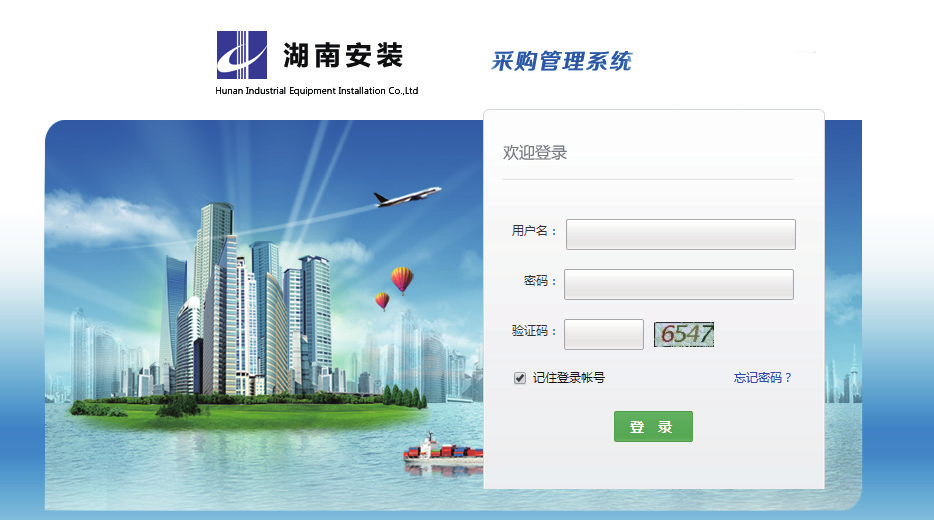 湖南安装
Hunan Industrial Equipment Installation Co.,Ltd
采购管理系统
欢迎登录
用户名：
密码：
验证码：
6547
记住登录帐号
忘记密码？
登 录